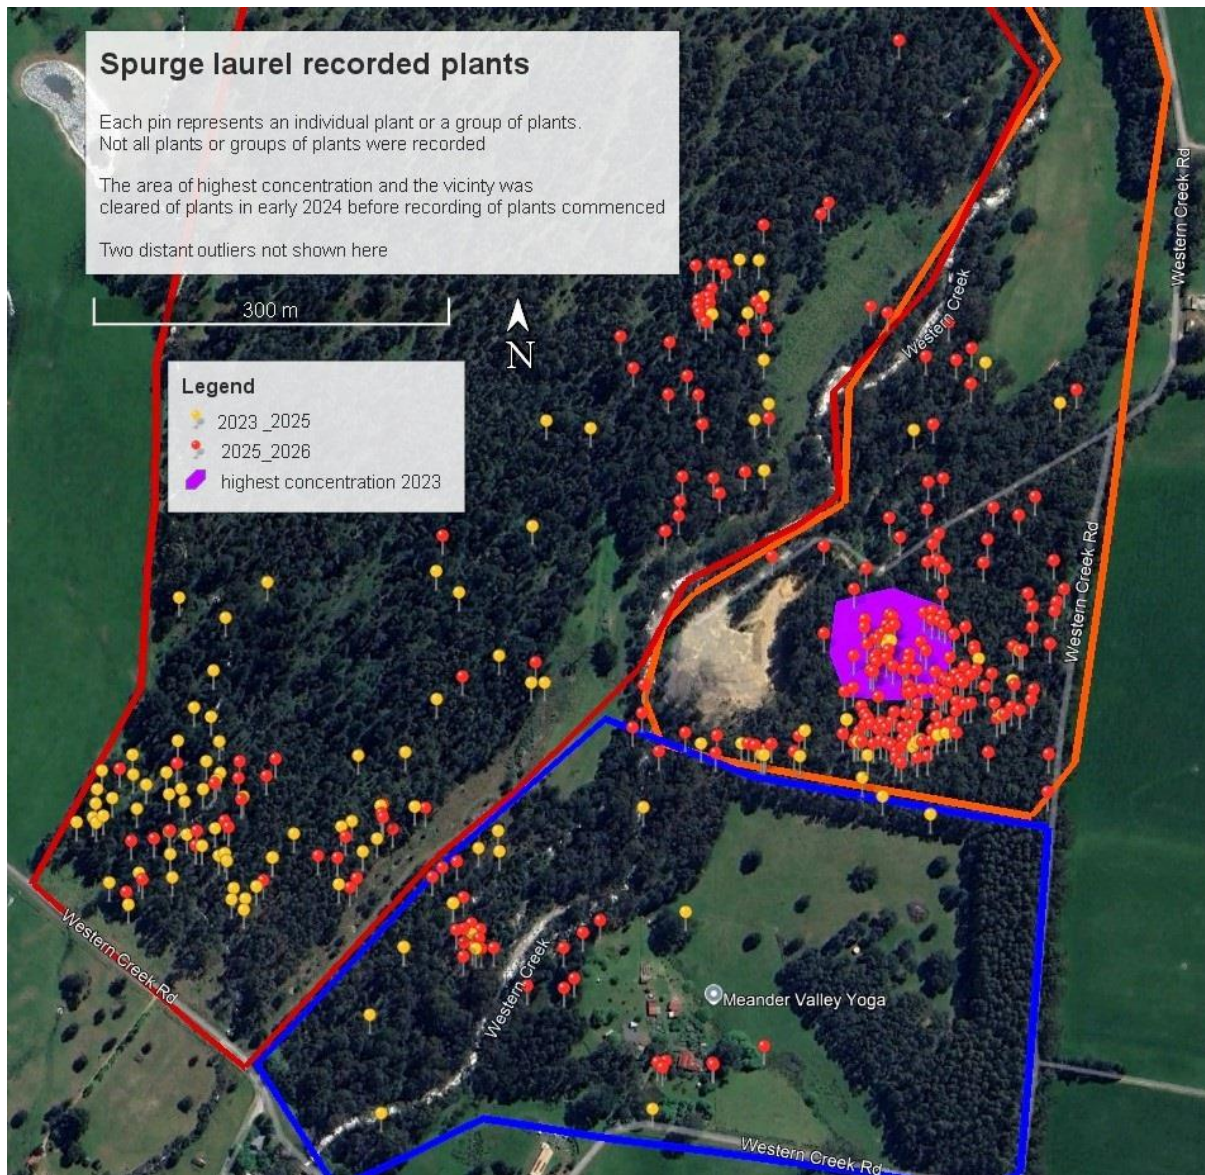 Spurge laurel recorded plants
Each pin represents an individual plant or a group of plants.
Not all plants or groups of plants were recorded
The area of highest concentration and the vicinty was
cleared of plants in early 2024 before recording of plants commenced
Two distant outliers not shown here
300 m
N
Legend
2023 _2025
2025_2026
highest concentration 2023
Western Creek Rd
Western Creek
Western Creek Rd
Western Creek Rd
Western Creek
Meander Valley Yoga
Western Creek Rd